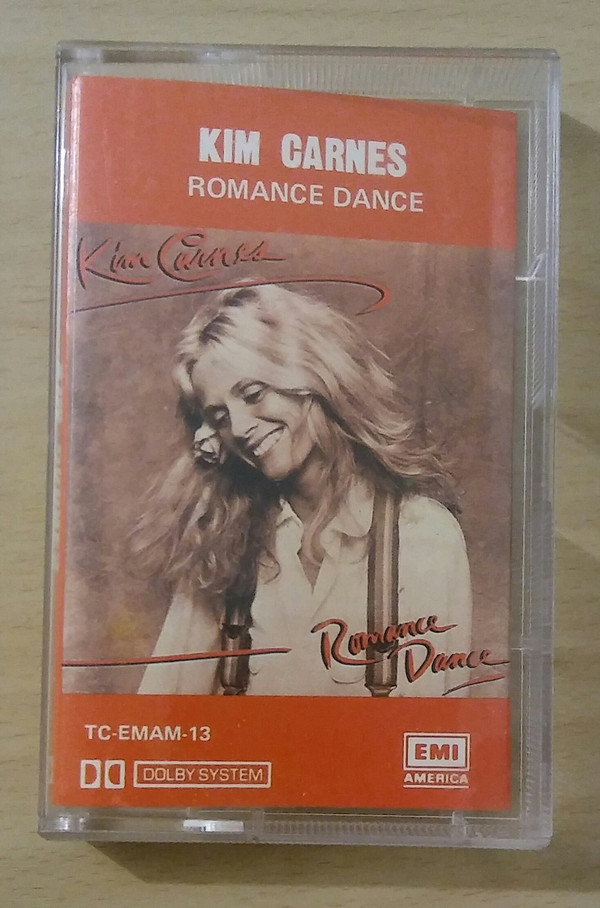 KIM CARNES
ROMANCE DANCE
Kim Carnes
Romance
Dance
TC-EMAM-13
DOLBY SYSTEM
EMI
AMERICA